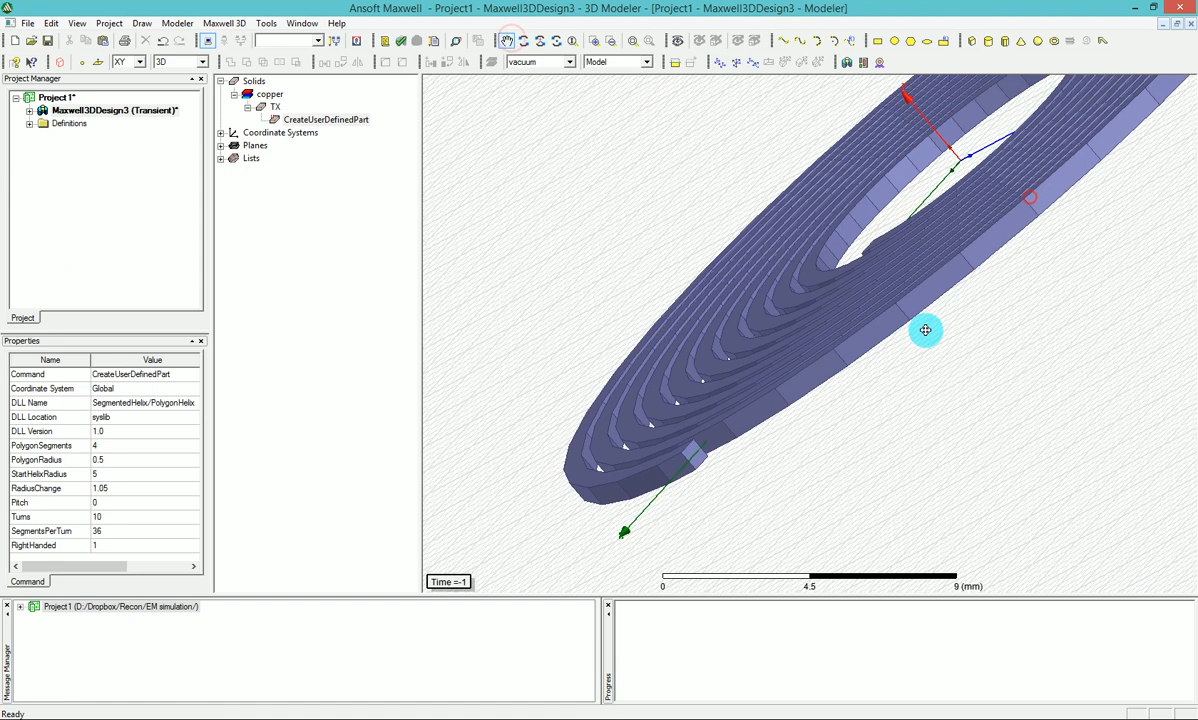 Ansoft Maxwell - Project1 - Maxwell3DDesign3 - 3D Modeler - [Project1 - Maxwell3DDesign3 - Modeler]
File Edit View Project Draw Modeler Maxwell 3D Tools Window Help
XY 3D vacuum Model
Project Manager
Project1*
Maxwell3DDesign3 (Transient)*
Definitions
Project
Solids
copper
TX
CreateUserDefinedPart
Coordinate Systems
Planes
Lists
Properties
Name Value
Command CreateUserDefinedPart
Coordinate System Global
DLL Name SegmentedHelix/PolygonHelix
DLL Location syslib
DLL Version 1.0
PolygonSegments 4
PolygonRadius 0.5
StartHelixRadius 5
RadiusChange 1.05
Pitch 0
Turns 10
SegmentsPerTurn 36
RightHanded 1
Command
Time =-1
0 4.5 9 (mm)
Message Manager
Project1 (D:/Dropbox/Recon/EM simulation/)
Progress
Ready